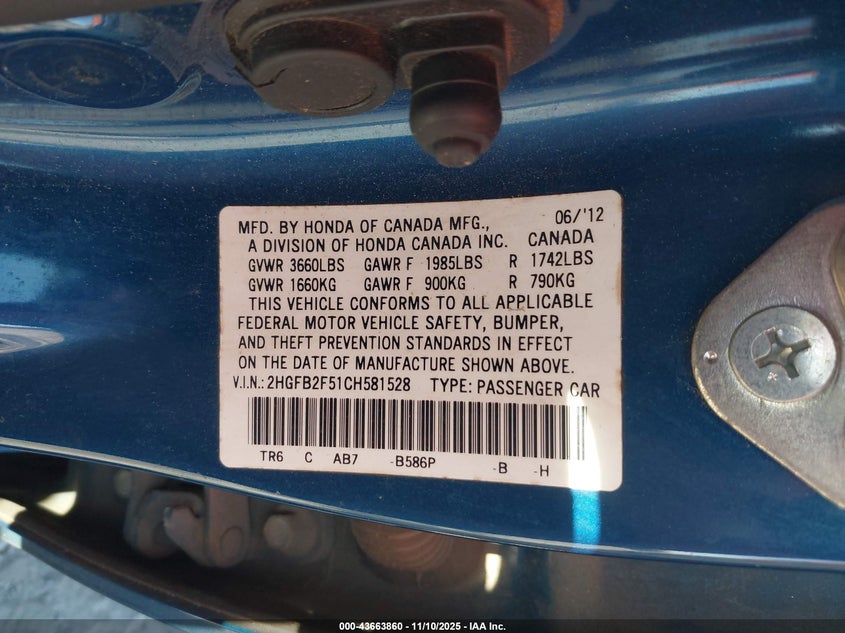 MFD. BY HONDA OF CANADA MFG., 06/'12
A DIVISION OF HONDA CANADA INC. CANADA
GVWR 3660LBS GAWR F 1985LBS R 1742LBS
GVWR 1660KG GAWR F 900KG R 790KG
THIS VEHICLE CONFORMS TO ALL APPLICABLE
FEDERAL MOTOR VEHICLE SAFETY, BUMPER,
AND THEFT PREVENTION STANDARDS IN EFFECT
ON THE DATE OF MANUFACTURE SHOWN ABOVE.
V.I.N.: 2HGFB2F51CH581528 TYPE: PASSENGER CAR
TR6 C AB7 -B586P -B -H
000-43663860 - 11/10/2025 - IAA Inc.